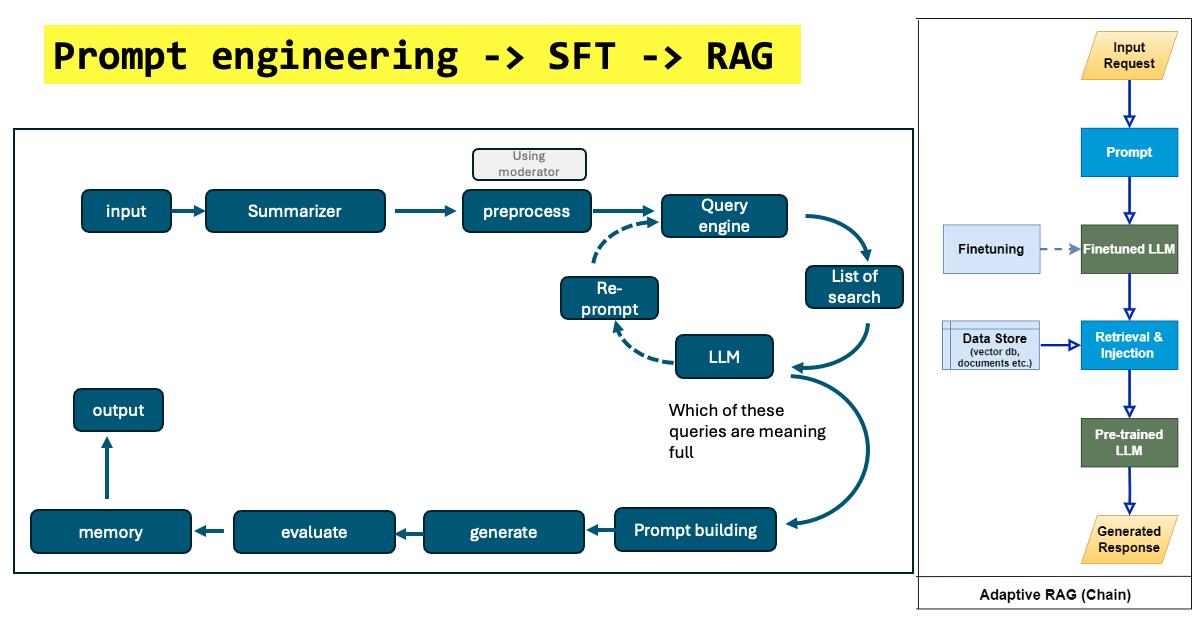 Prompt engineering -> SFT -> RAG
Using
moderator
input
Summarizer
preprocess
Query
engine
List of
search
Re-
prompt
LLM
Which of these
queries are meaning
full
output
memory
evaluate
generate
Prompt building
Input
Request
Prompt
Finetuning
Finetuned LLM
Data Store
(vector db,
documents etc.)
Retrieval &
Injection
Pre-trained
LLM
Generated
Response
Adaptive RAG (Chain)